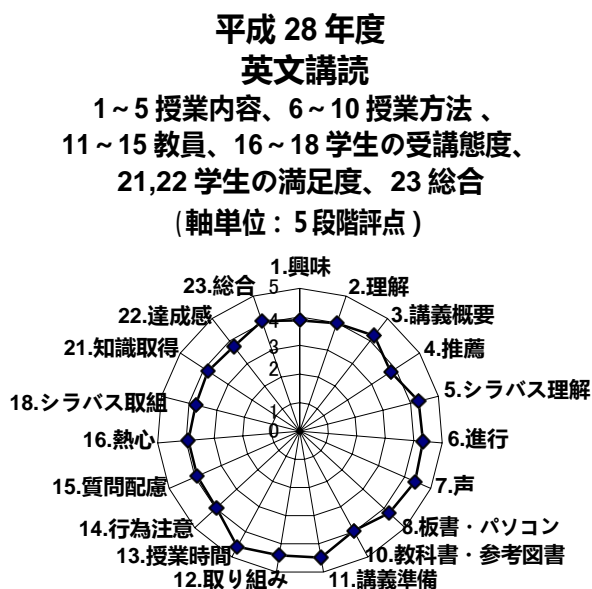 平成 28 年度
英文講読
1～5 授業内容、6～10 授業方法 、
11～15 教員、16～18 学生の受講態度、
21,22 学生の満足度、23 総合
(軸単位：５段階評点 )
1.興味
23.総合
5
2.理解
22.達成感
4
3.講義概要
21.知識取得
3
4.推薦
2
18.シラバス取組
1
5.シラバス理解
0
16.熱心
6.進行
15.質問配慮
7.声
14.行為注意
8.板書・パソコン
13.授業時間
10.教科書・参考図書
12.取り組み
11.講義準備